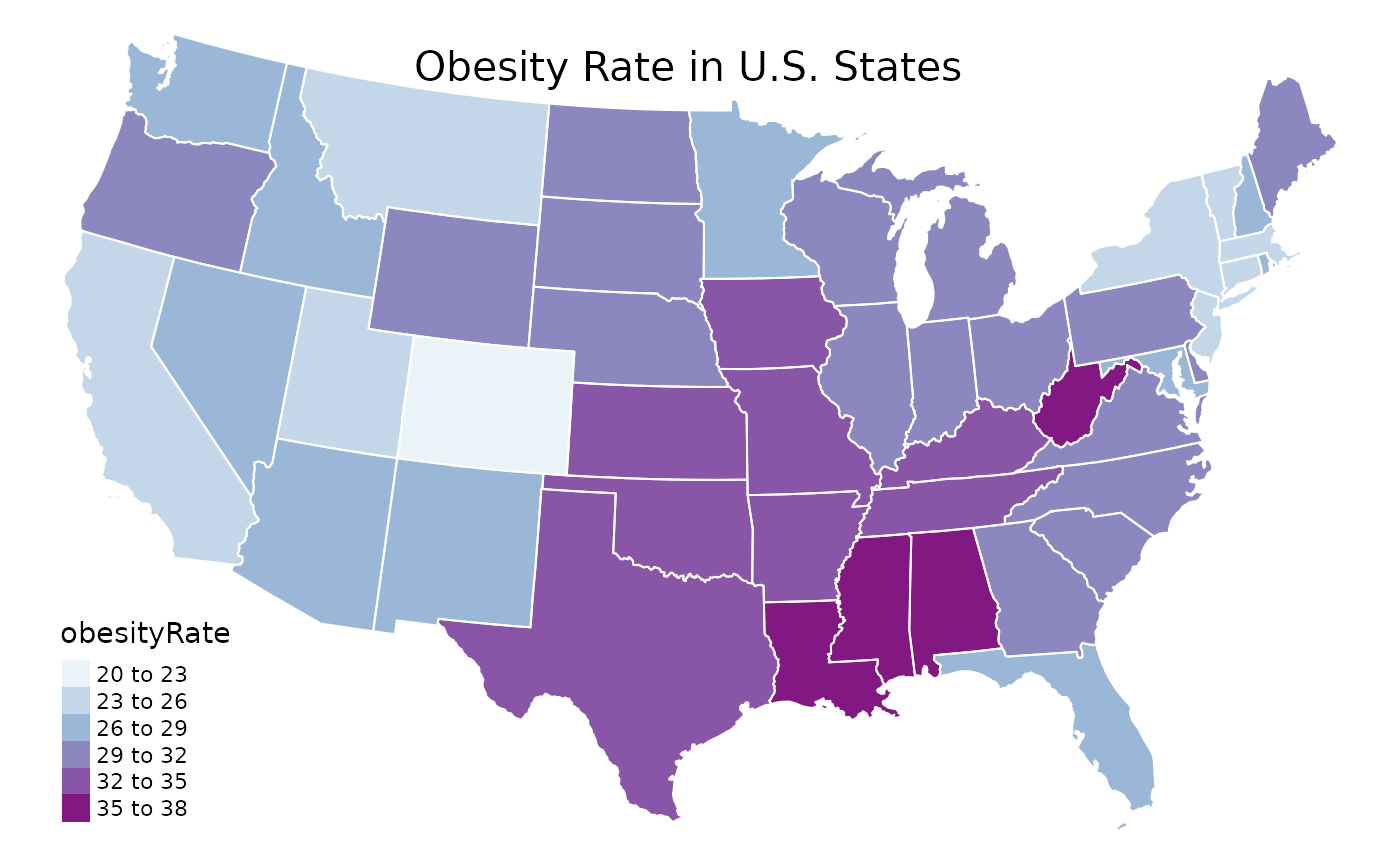 Obesity Rate in U.S. States
obesityRate
20 to 23
23 to 26
26 to 29
29 to 32
32 to 35
35 to 38